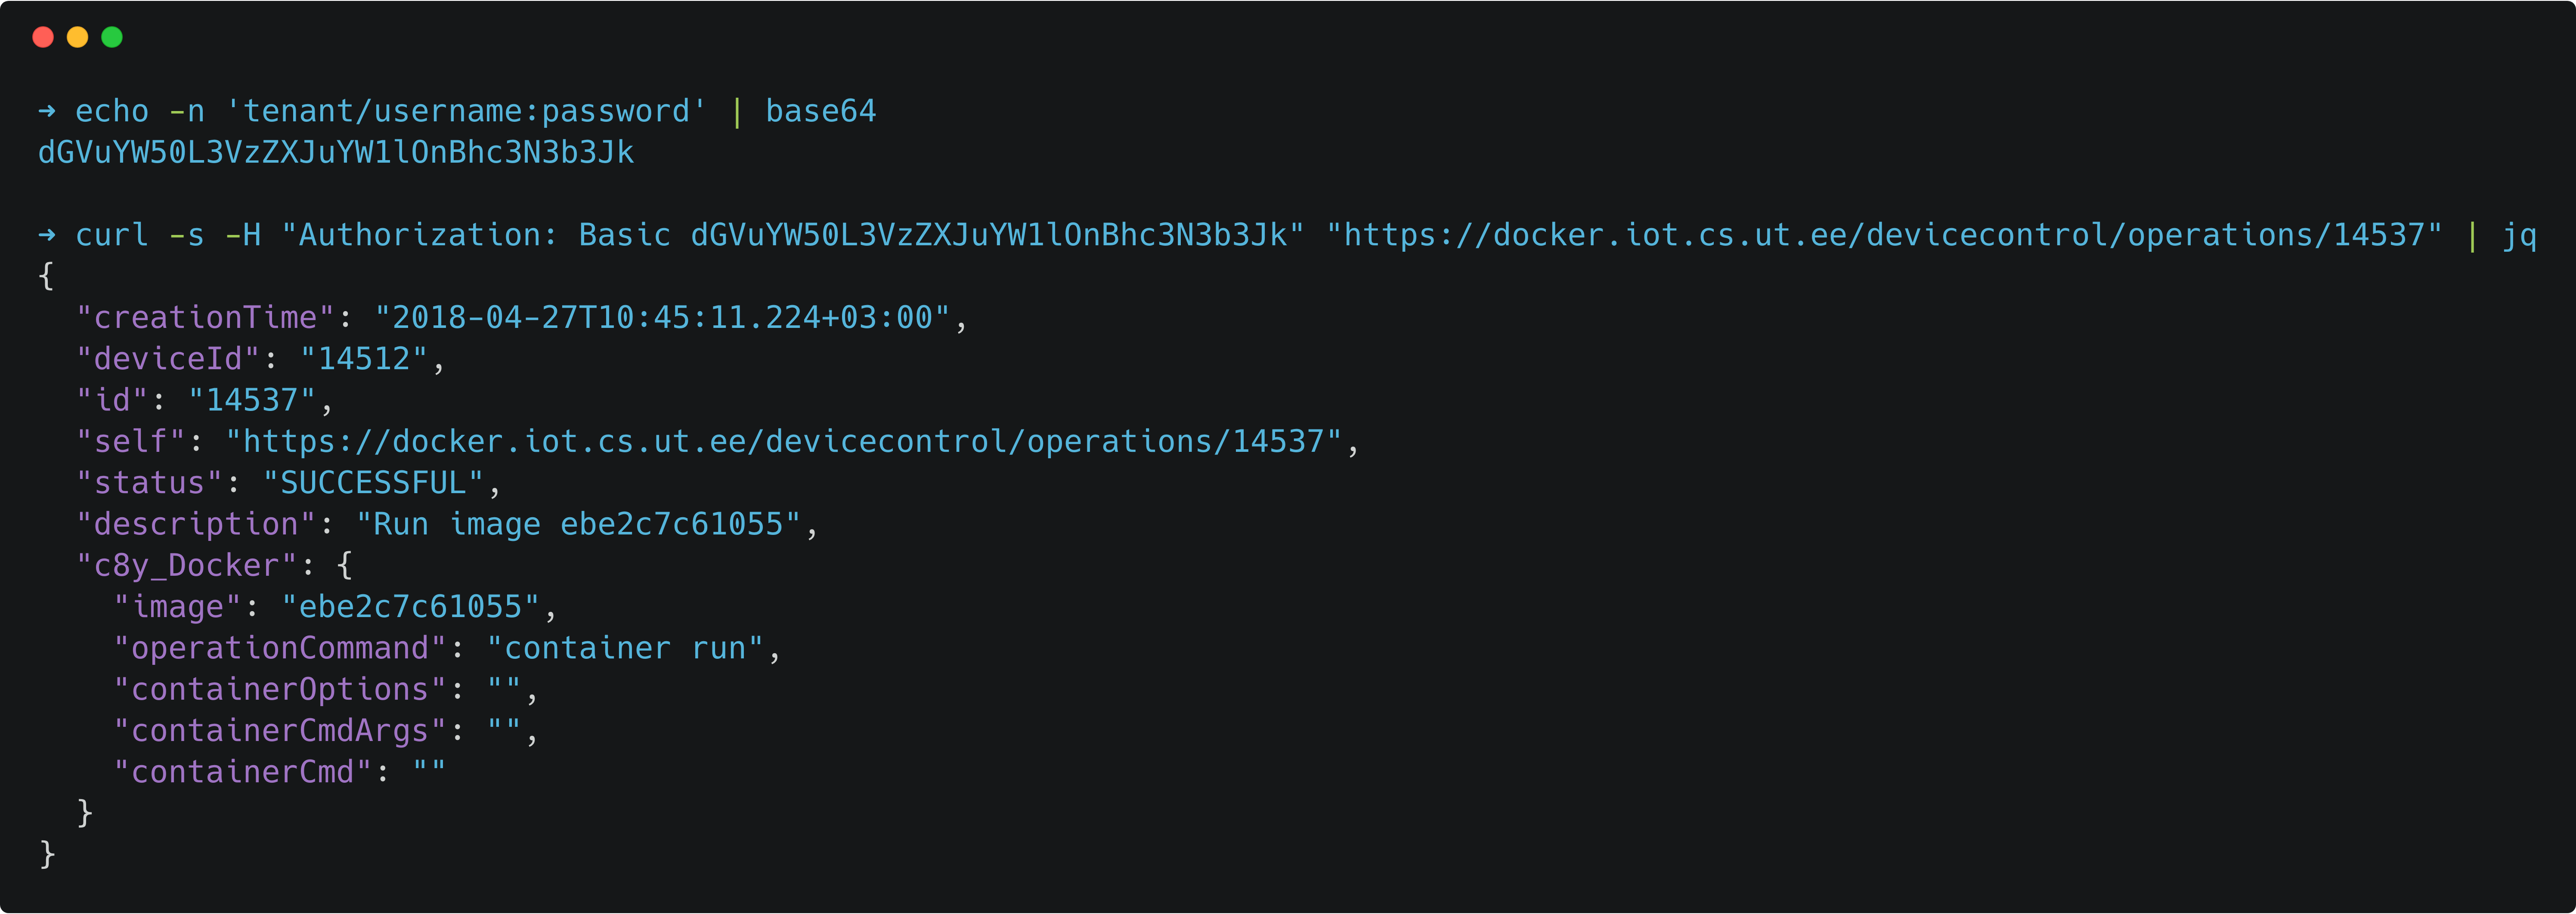 ➜ echo -n 'tenant/username:password' | base64
dGVuYW50L3VzZXJuYW1lOnBhc3N3b3Jk

➜ curl -s -H "Authorization: Basic dGVuYW50L3VzZXJuYW1lOnBhc3N3b3Jk" "https://docker.iot.cs.ut.ee/devicecontrol/operations/14537" | jq
{
  "creationTime": "2018-04-27T10:45:11.224+03:00",
  "deviceId": "14512",
  "id": "14537",
  "self": "https://docker.iot.cs.ut.ee/devicecontrol/operations/14537",
  "status": "SUCCESSFUL",
  "description": "Run image ebe2c7c61055",
  "c8y_Docker": {
    "image": "ebe2c7c61055",
    "operationCommand": "container run",
    "containerOptions": "",
    "containerCmdArgs": "",
    "containerCmd": ""
  }
}